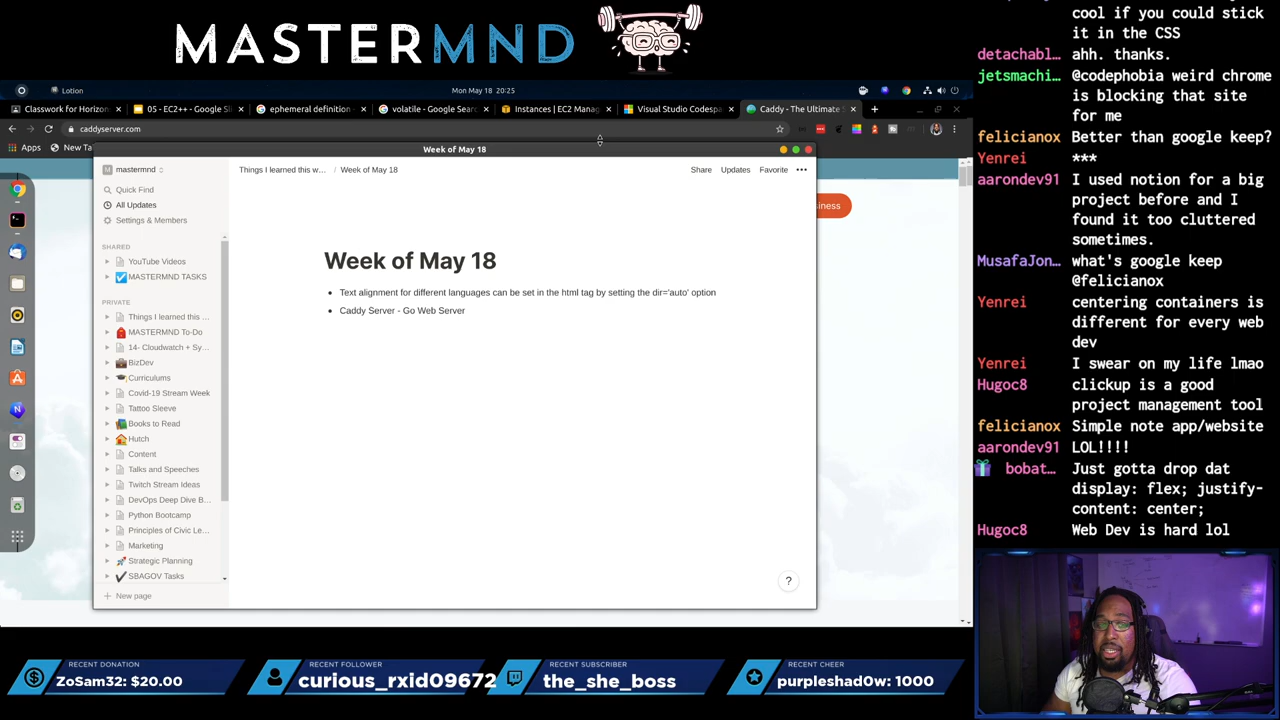 MASTERMND
Lotion
Mon May 18 20:25
Classwork for Horizon
05 - EC2++ - Google Sli
ephemeral definition -
volatile - Google Searc
Instances | EC2 Manag
Visual Studio Codespa
Caddy - The Ultimate S
caddyserver.com
Apps
New Ta
Week of May 18
mastermnd
Things I learned this w... / Week of May 18
Share
Updates
Favorite
Quick Find
All Updates
Settings & Members
SHARED
YouTube Videos
MASTERMND TASKS
PRIVATE
Things I learned this ...
MASTERMND To-Do
14- Cloudwatch + Sy...
BizDev
Curriculums
Covid-19 Stream Week
Tattoo Sleeve
Books to Read
Hutch
Content
Talks and Speeches
Twitch Stream Ideas
DevOps Deep Dive B...
Python Bootcamp
Principles of Civic Le...
Marketing
Strategic Planning
SBAGOV Tasks
New page
Week of May 18
Text alignment for different languages can be set in the html tag by setting the dir='auto' option
Caddy Server - Go Web Server
?
siness
cool if you could stick
it in the CSS
detachabl... ahh. thanks.
jetsmachi... @codephobia weird chrome
is blocking that site
for me
felicianox Better than google keep?
Yenrei ***
aarondev91 I used notion for a big
project before and I
found it too cluttered
sometimes.
MusafaJon... what's google keep
@felicianox
Yenrei centering containers is
different for every web
dev
Yenrei I swear on my life lmao
Hugoc8 clickup is a good
project management tool
felicianox Simple note app/website
aarondev91 LOL!!!!
bobat... Just gotta drop dat
display: flex; justify-
content: center;
Hugoc8 Web Dev is hard lol
RECENT DONATION
ZoSam32: $20.00
RECENT FOLLOWER
curious_rxid09672
RECENT SUBSCRIBER
the_she_boss
RECENT CHEER
purpleshad0w: 1000